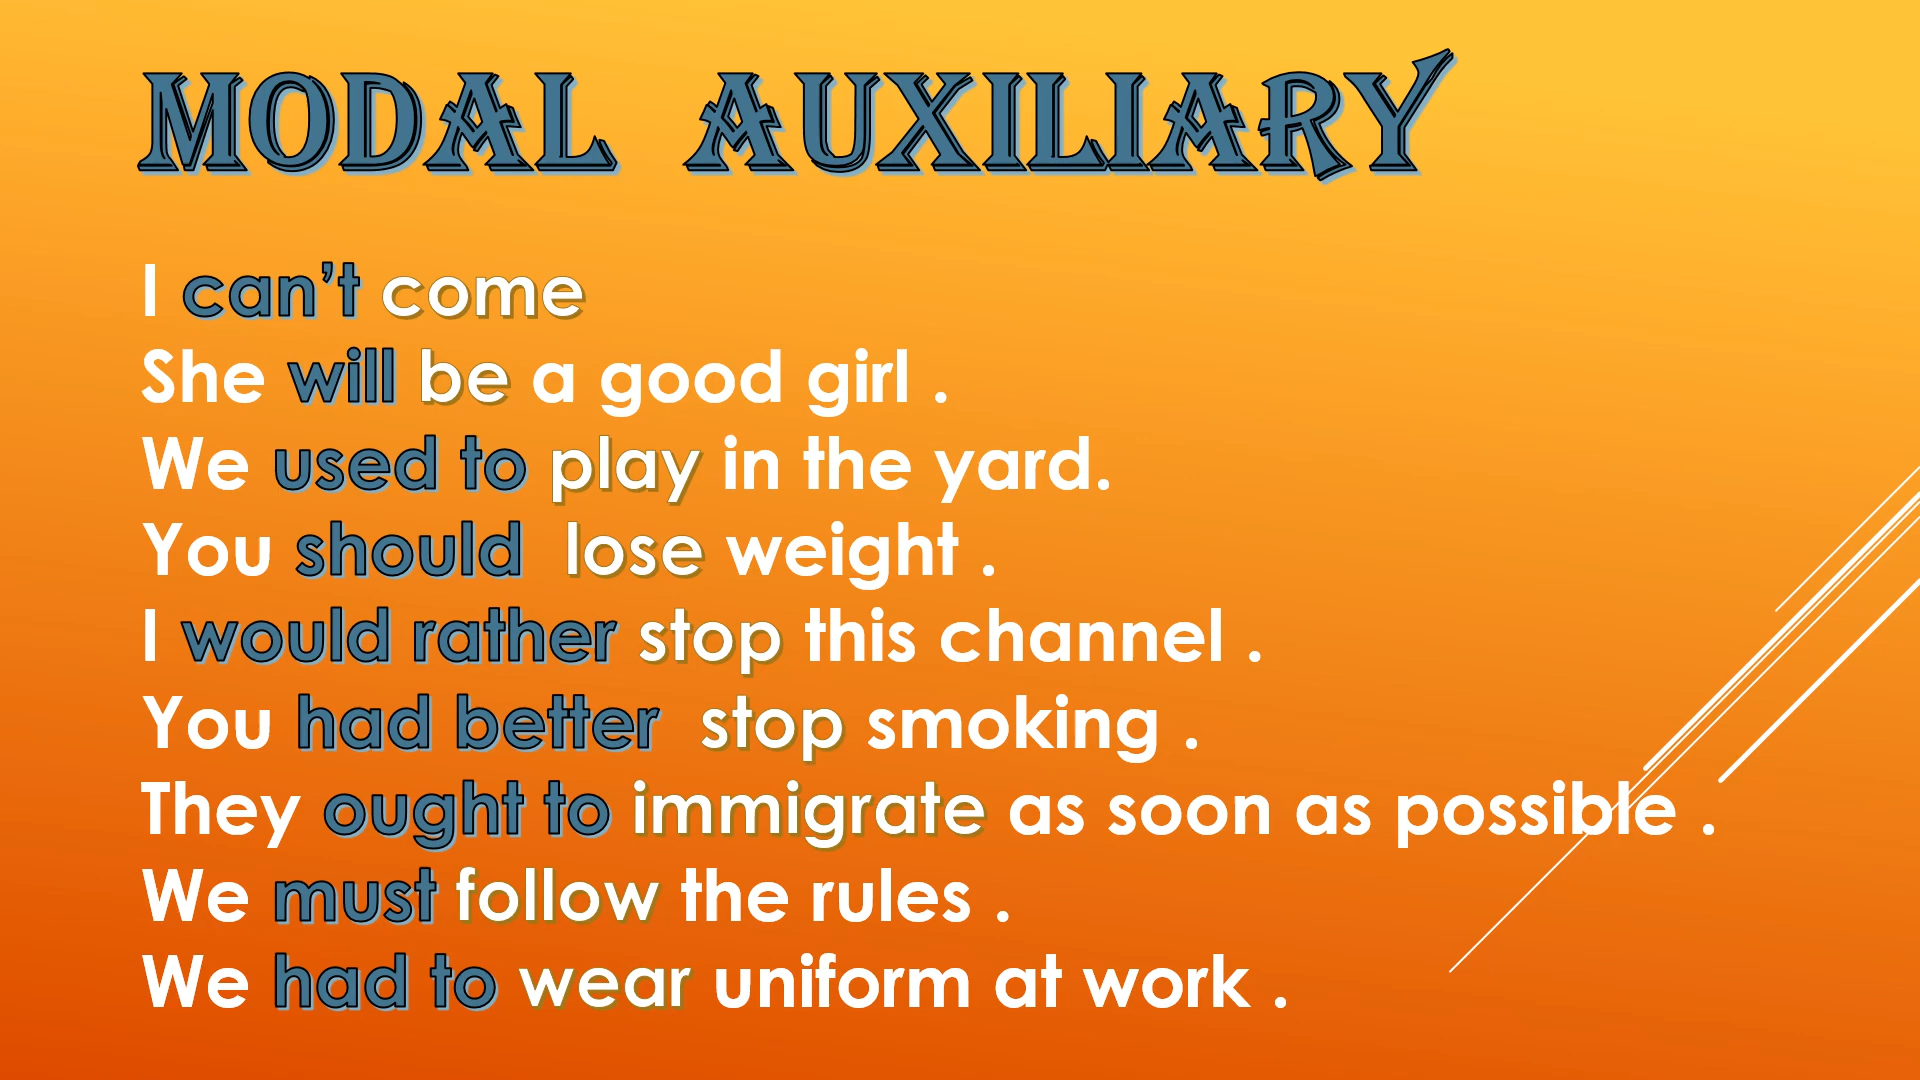 MODAL AUXILIARY
I can't come
She will be a good girl .
We used to play in the yard.
You should lose weight .
I would rather stop this channel .
You had better stop smoking .
They ought to immigrate as soon as possible .
We must follow the rules .
We had to wear uniform at work .